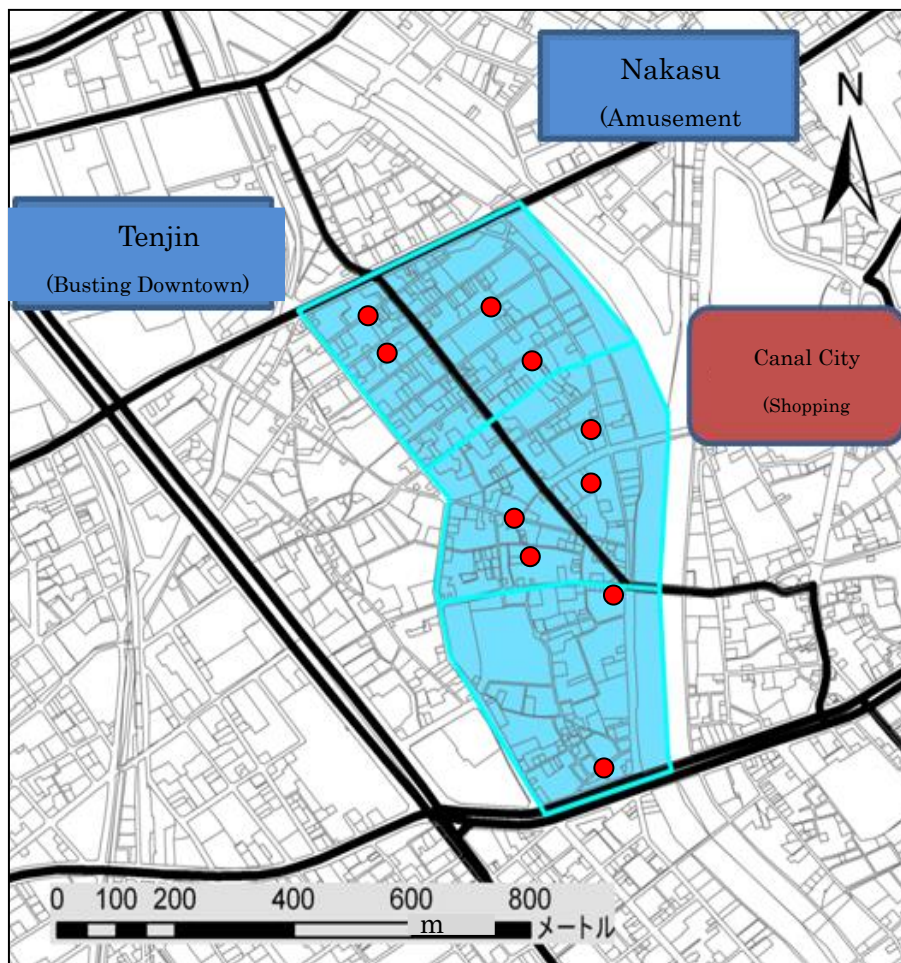 Nakasu
(Amusement
N
Tenjin
(Busting Downtown)
Canal City
(Shopping
0 100 200 400 600 800
m メートル